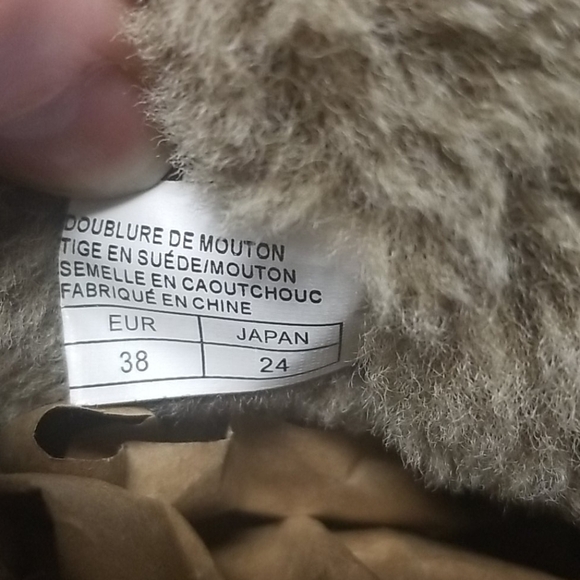 DOUBLURE DE MOUTON
TIGE EN SUÉDE/MOUTON
SEMELLE EN CAOUTCHOUC
FABRIQUÉ EN CHINE
EUR JAPAN
38 24